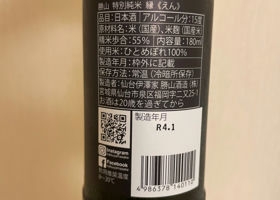 勝山 特別純米 縁《えん》
品目:日本酒 アルコール分:15度
原材料:米(国産)、米麹(国産)
精米歩合:55% 内容量:180ml
使用米:ひとめぼれ100%
製造年月:枠外に記載
保存方法:常温(冷暗所保存)
製造者:仙台伊澤家 勝山酒造(株)
宮城県仙台市泉区福岡字二又25-1
お酒は20歳を過ぎてから
製造年月
R4.1
Instagram
Facebook
4986378140110